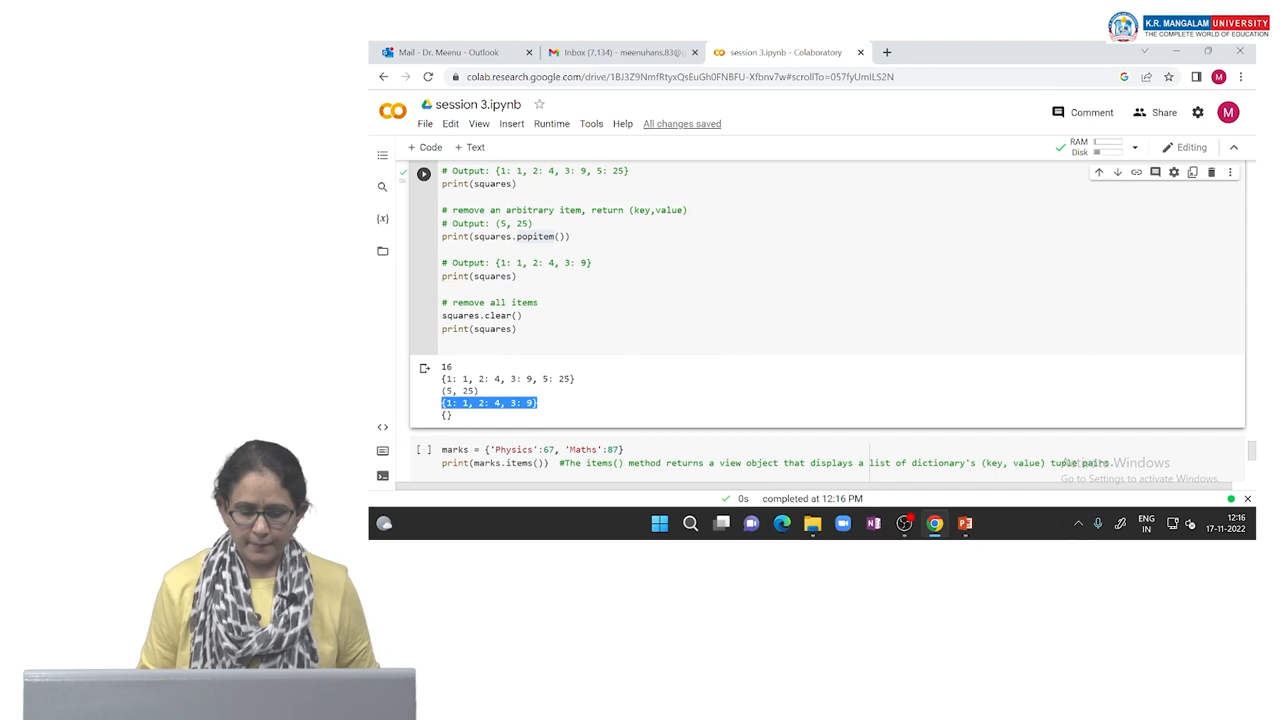 K.R. MANGALAM UNIVERSITY
THE COMPLETE WORLD OF EDUCATION
Mail - Dr. Meenu - Outlook
Inbox (7,134) - meenuhans.83@
session 3.ipynb - Colaboratory
colab.research.google.com/drive/1BJ3Z9NmfRtyxQsEuGh0FNBFU-Xfbnv7w#scrollTo=057fyUmILS2N
M
session 3.ipynb
Comment
Share
M
File Edit View Insert Runtime Tools Help All changes saved
+ Code + Text
RAM
Disk
Editing
# Output: {1: 1, 2: 4, 3: 9, 5: 25}
print(squares)
# remove an arbitrary item, return (key,value)
# Output: (5, 25)
print(squares.popitem())
# Output: {1: 1, 2: 4, 3: 9}
print(squares)
# remove all items
squares.clear()
print(squares)
16
{1: 1, 2: 4, 3: 9, 5: 25}
(5, 25)
{1: 1, 2: 4, 3: 9}
{}
[ ] marks = {'Physics':67, 'Maths':87}
print(marks.items()) #The items() method returns a view object that displays a list of dictionary's (key, value) tuple pairs.
Activate Windows
Go to Settings to activate Windows.
0s completed at 12:16 PM
ENG
IN
12:16
17-11-2022